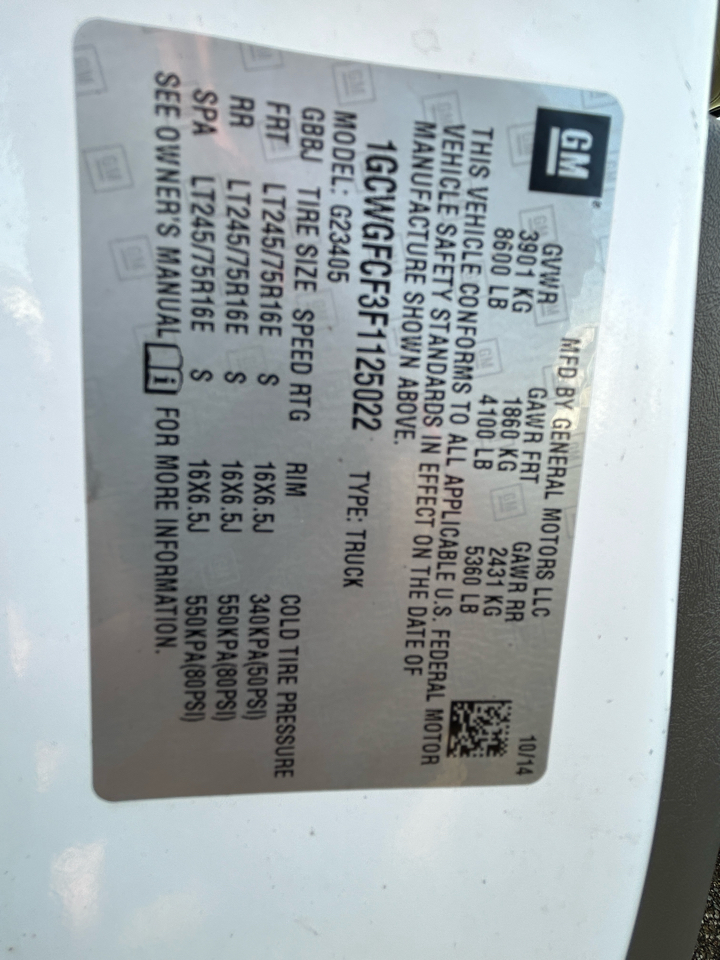 GM
MFD BY GENERAL MOTORS LLC 10/14
GVWR GAWR FRT GAWR RR
3901 KG 1860 KG 2431 KG
8600 LB 4100 LB 5360 LB
THIS VEHICLE CONFORMS TO ALL APPLICABLE U.S. FEDERAL MOTOR
VEHICLE SAFETY STANDARDS IN EFFECT ON THE DATE OF
MANUFACTURE SHOWN ABOVE.
1GCWGFCF3F1125022 TYPE: TRUCK
MODEL: G23405
GBBJ TIRE SIZE SPEED RTG RIM COLD TIRE PRESSURE
FRT LT245/75R16E S 16X6.5J 340KPA(50PSI)
RR LT245/75R16E S 16X6.5J 550KPA(80PSI)
SPA LT245/75R16E S 16X6.5J 550KPA(80PSI)
SEE OWNER'S MANUAL i FOR MORE INFORMATION.